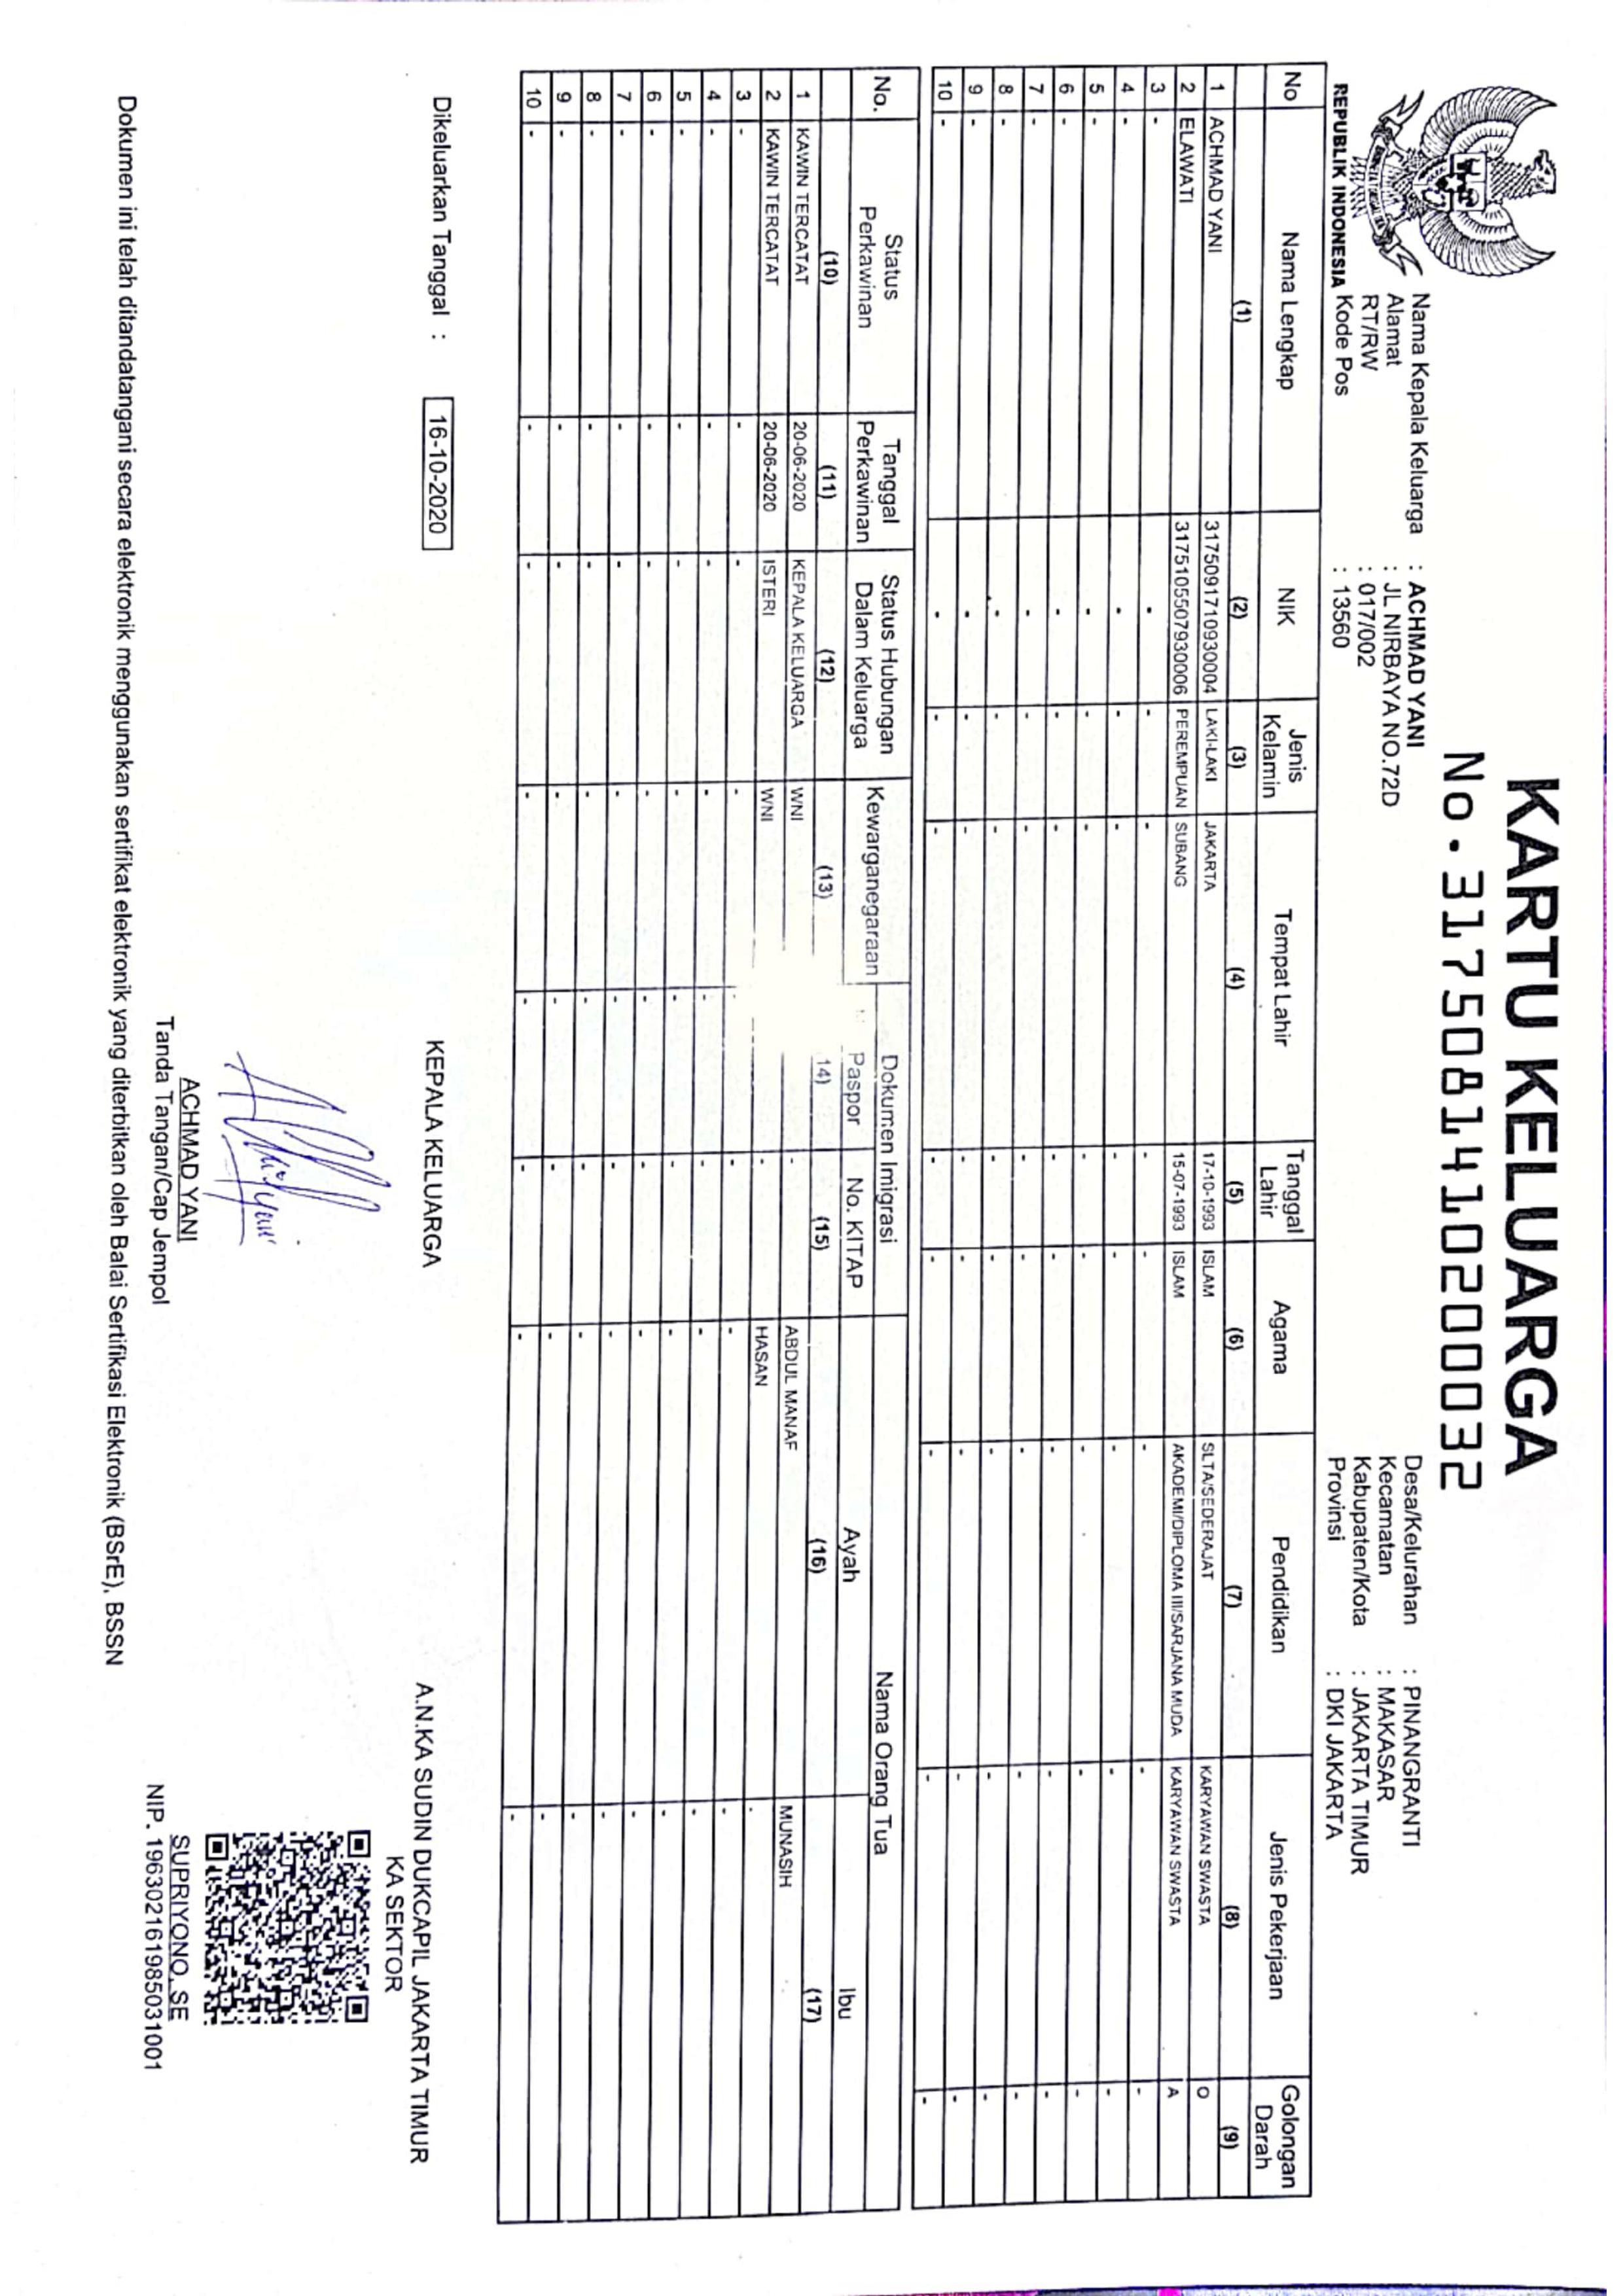 KARTU KELUARGA
No.3175081410200032
REPUBLIK INDONESIA
Nama Kepala Keluarga : ACHMAD YANI
Alamat : JL NIRBAYA NO.72D
RT/RW : 017/002
Kode Pos : 13560
Desa/Kelurahan : PINANGRANTI
Kecamatan : MAKASAR
Kabupaten/Kota : JAKARTA TIMUR
Provinsi : DKI JAKARTA
No Nama Lengkap NIK Jenis Kelamin Tempat Lahir Tanggal Lahir Agama Pendidikan Jenis Pekerjaan Golongan Darah
(1) (2) (3) (4) (5) (6) (7) (8) (9)
1 ACHMAD YANI 3175091710930004 LAKI-LAKI JAKARTA 17-10-1993 ISLAM SLTA/SEDERAJAT KARYAWAN SWASTA O
2 ELAWATI 3175105507930006 PEREMPUAN SUBANG 15-07-1993 ISLAM AKADEMI/DIPLOMA III/SARJANA MUDA KARYAWAN SWASTA A
3 - - - - - - - - -
4 - - - - - - - - -
5 - - - - - - - - -
6 - - - - - - - - -
7 - - - - - - - - -
8 - - - - - - - - -
9 - - - - - - - - -
10 - - - - - - - - -
No. Status Perkawinan Tanggal Perkawinan Status Hubungan Dalam Keluarga Kewarganegaraan Dokumen Imigrasi Nama Orang Tua
Paspor No. KITAP Ayah Ibu
(10) (11) (12) (13) 14) (15) (16) (17)
1 KAWIN TERCATAT 20-06-2020 KEPALA KELUARGA WNI - ABDUL MANAF MUNASIH
2 KAWIN TERCATAT 20-06-2020 ISTERI WNI - HASAN .
3 - - - - - - - -
4 - - - - - - - -
5 - - - - - - - -
6 - - - - - - - -
7 - - - - - - - -
8 - - - - - - - -
9 - - - - - - - -
10 - - - - - - - -
Dikeluarkan Tanggal : 16-10-2020
KEPALA KELUARGA
ACHMAD YANI
Tanda Tangan/Cap Jempol
A.N.KA SUDIN DUKCAPIL JAKARTA TIMUR
KA SEKTOR
SUPRIYONO, SE
NIP. 196302161985031001
Dokumen ini telah ditandatangani secara elektronik menggunakan sertifikat elektronik yang diterbitkan oleh Balai Sertifikasi Elektronik (BSrE), BSSN